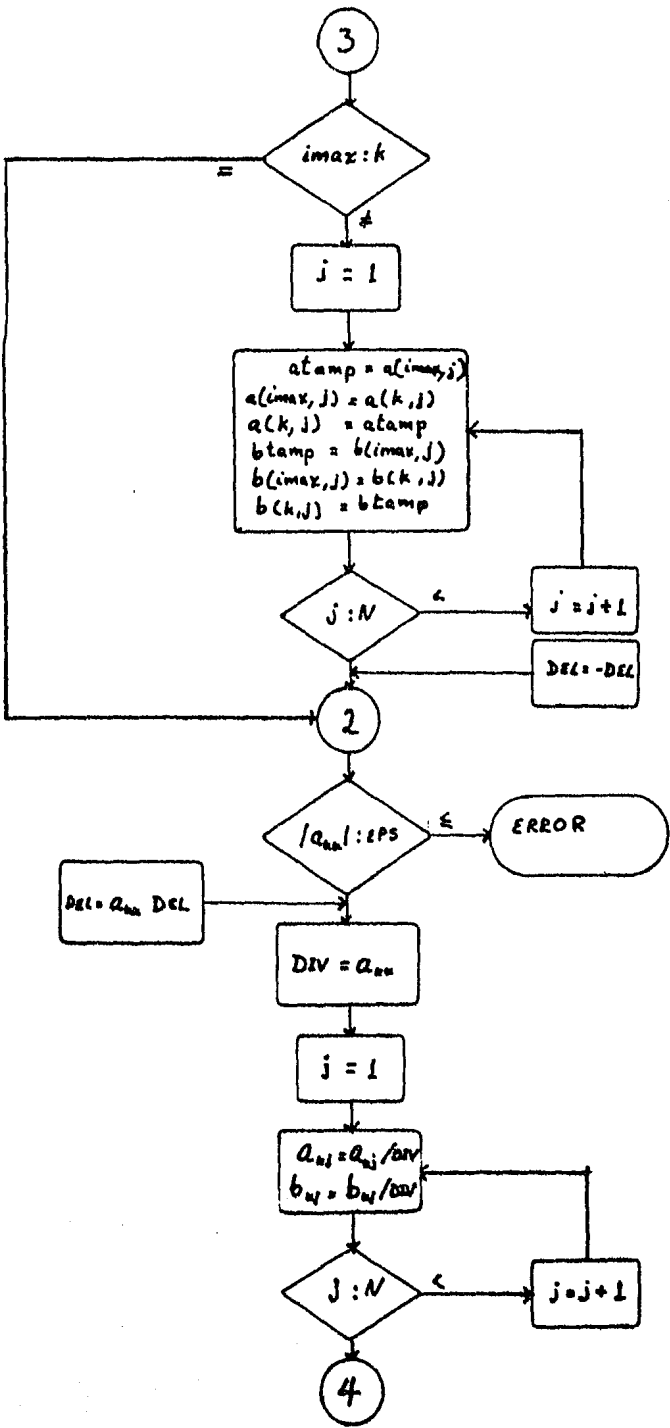 3
imax : k
=
≠
j = 1
atamp = a(imax,j)
a(imax,j) = a(k,j)
a(k,j) = atamp
btamp = b(imax,j)
b(imax,j) = b(k,j)
b(k,j) = btamp
j : N
<
j = j+1
DEL = -DEL
2
|akk| : EPS
≤
ERROR
DEL = akk DEL
DIV = akk
j = 1
akj = akj /DIV
bkj = bkj /DIV
j : N
<
j = j+1
4